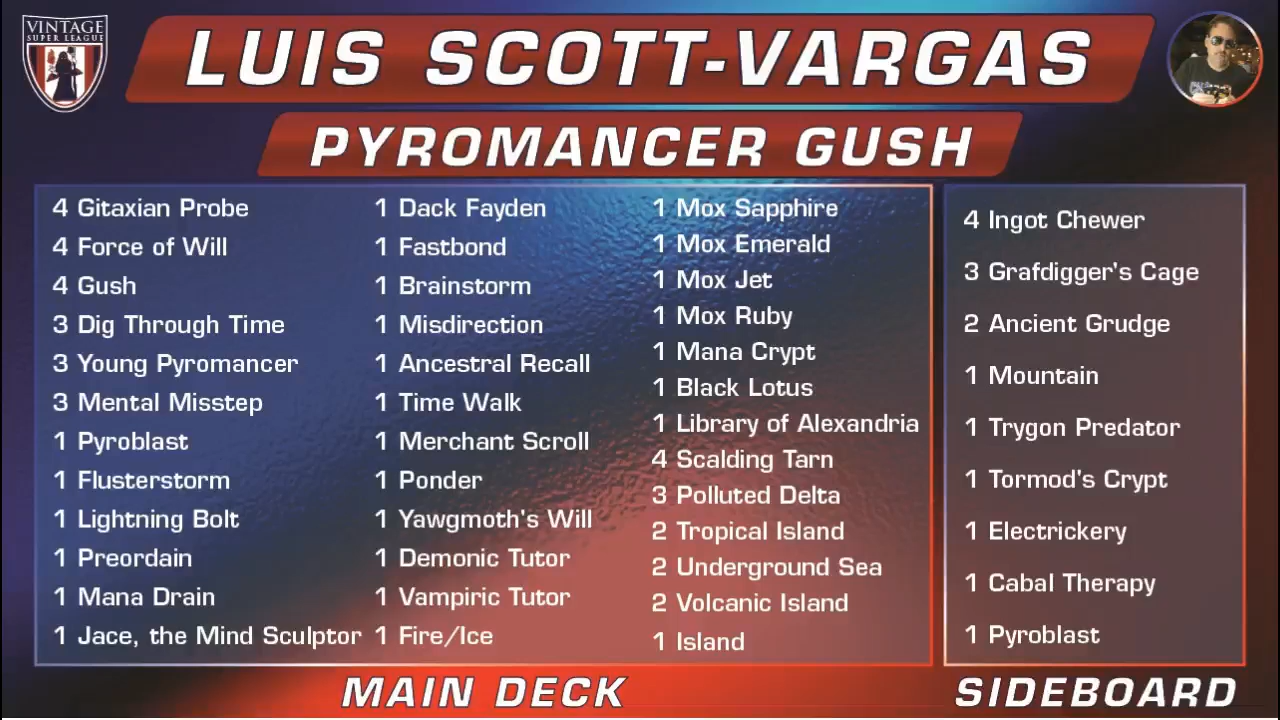 VINTAGE
SUPER LEAGUE
LUIS SCOTT-VARGAS
PYROMANCER GUSH
4 Gitaxian Probe
4 Force of Will
4 Gush
3 Dig Through Time
3 Young Pyromancer
3 Mental Misstep
1 Pyroblast
1 Flusterstorm
1 Lightning Bolt
1 Preordain
1 Mana Drain
1 Jace, the Mind Sculptor
1 Dack Fayden
1 Fastbond
1 Brainstorm
1 Misdirection
1 Ancestral Recall
1 Time Walk
1 Merchant Scroll
1 Ponder
1 Yawgmoth's Will
1 Demonic Tutor
1 Vampiric Tutor
1 Fire/Ice
1 Mox Sapphire
1 Mox Emerald
1 Mox Jet
1 Mox Ruby
1 Mana Crypt
1 Black Lotus
1 Library of Alexandria
4 Scalding Tarn
3 Polluted Delta
2 Tropical Island
2 Underground Sea
2 Volcanic Island
1 Island
MAIN DECK
4 Ingot Chewer
3 Grafdigger's Cage
2 Ancient Grudge
1 Mountain
1 Trygon Predator
1 Tormod's Crypt
1 Electrickery
1 Cabal Therapy
1 Pyroblast
SIDEBOARD